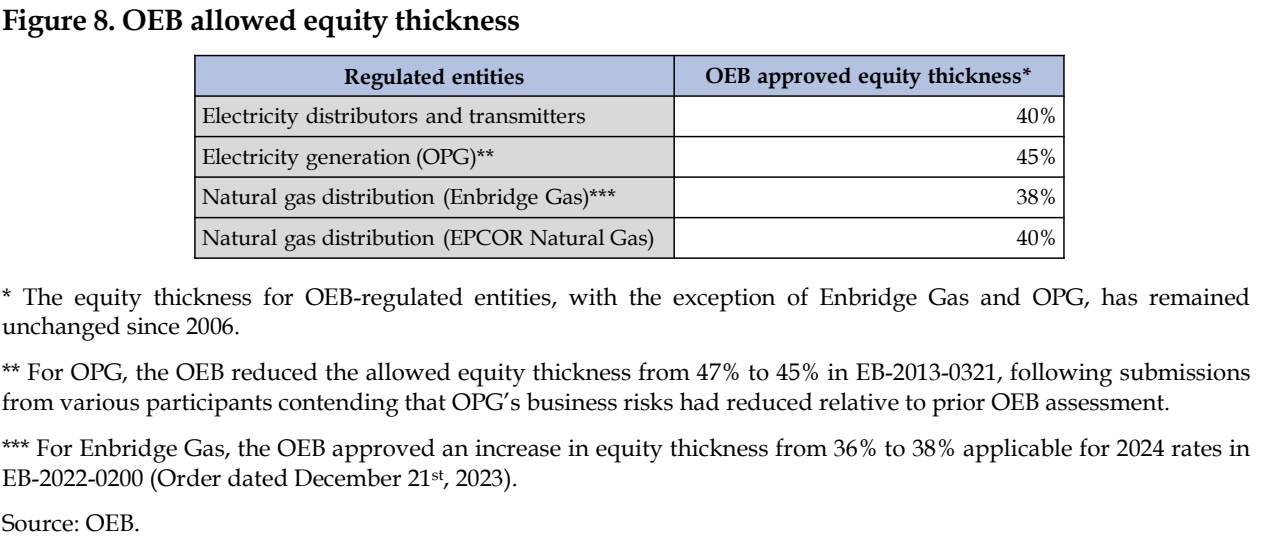 Figure 8. OEB allowed equity thickness
Regulated entities OEB approved equity thickness*
Electricity distributors and transmitters 40%
Electricity generation (OPG)** 45%
Natural gas distribution (Enbridge Gas)*** 38%
Natural gas distribution (EPCOR Natural Gas) 40%
* The equity thickness for OEB-regulated entities, with the exception of Enbridge Gas and OPG, has remained
unchanged since 2006.
** For OPG, the OEB reduced the allowed equity thickness from 47% to 45% in EB-2013-0321, following submissions
from various participants contending that OPG’s business risks had reduced relative to prior OEB assessment.
*** For Enbridge Gas, the OEB approved an increase in equity thickness from 36% to 38% applicable for 2024 rates in
EB-2022-0200 (Order dated December 21st, 2023).
Source: OEB.